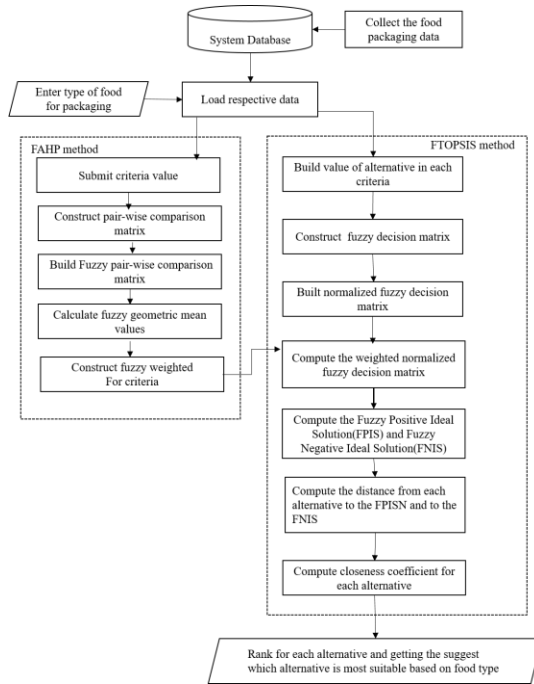 System Database
Collect the food
packaging data
Enter type of food
for packaging
Load respective data
FAHP method
Submit criteria value
Construct pair-wise comparison
matrix
Build Fuzzy pair-wise comparison
matrix
Calculate fuzzy geometric mean
values
Construct fuzzy weighted
For criteria
FTOPSIS method
Build value of alternative in each
criteria
Construct fuzzy decision matrix
Built normalized fuzzy decision
matrix
Compute the weighted normalized
fuzzy decision matrix
Compute the Fuzzy Positive Ideal
Solution(FPIS) and Fuzzy
Negative Ideal Solution(FNIS)
Compute the distance from each
alternative to the FPISN and to the
FNIS
Compute closeness coefficient for
each alternative
Rank for each alternative and getting the suggest
which alternative is most suitable based on food type